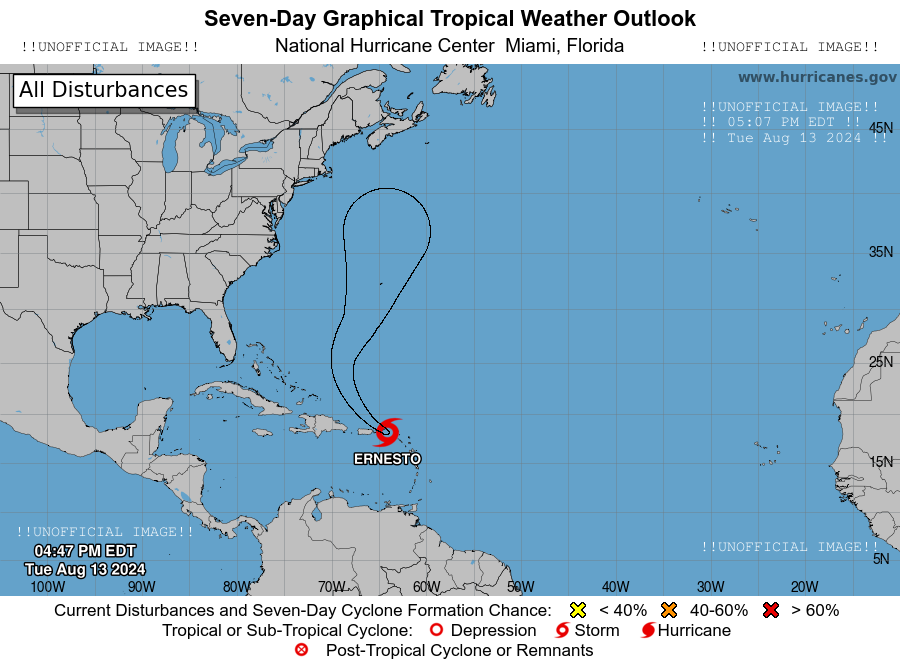 Seven-Day Graphical Tropical Weather Outlook
!!UNOFFICIAL IMAGE!! National Hurricane Center Miami, Florida !!UNOFFICIAL IMAGE!!
All Disturbances
www.hurricanes.gov
!!UNOFFICIAL IMAGE!!
!! 05:07 PM EDT !!
!! Tue Aug 13 2024 !!
45N
35N
25N
ERNESTO
15N
!!UNOFFICIAL IMAGE!!
04:47 PM EDT
Tue Aug 13 2024
!!UNOFFICIAL IMAGE!!
5N
100W 90W 80W 70W 60W 50W 40W 30W 20W
Current Disturbances and Seven-Day Cyclone Formation Chance: < 40% 40-60% > 60%
Tropical or Sub-Tropical Cyclone: Depression Storm Hurricane
Post-Tropical Cyclone or Remnants